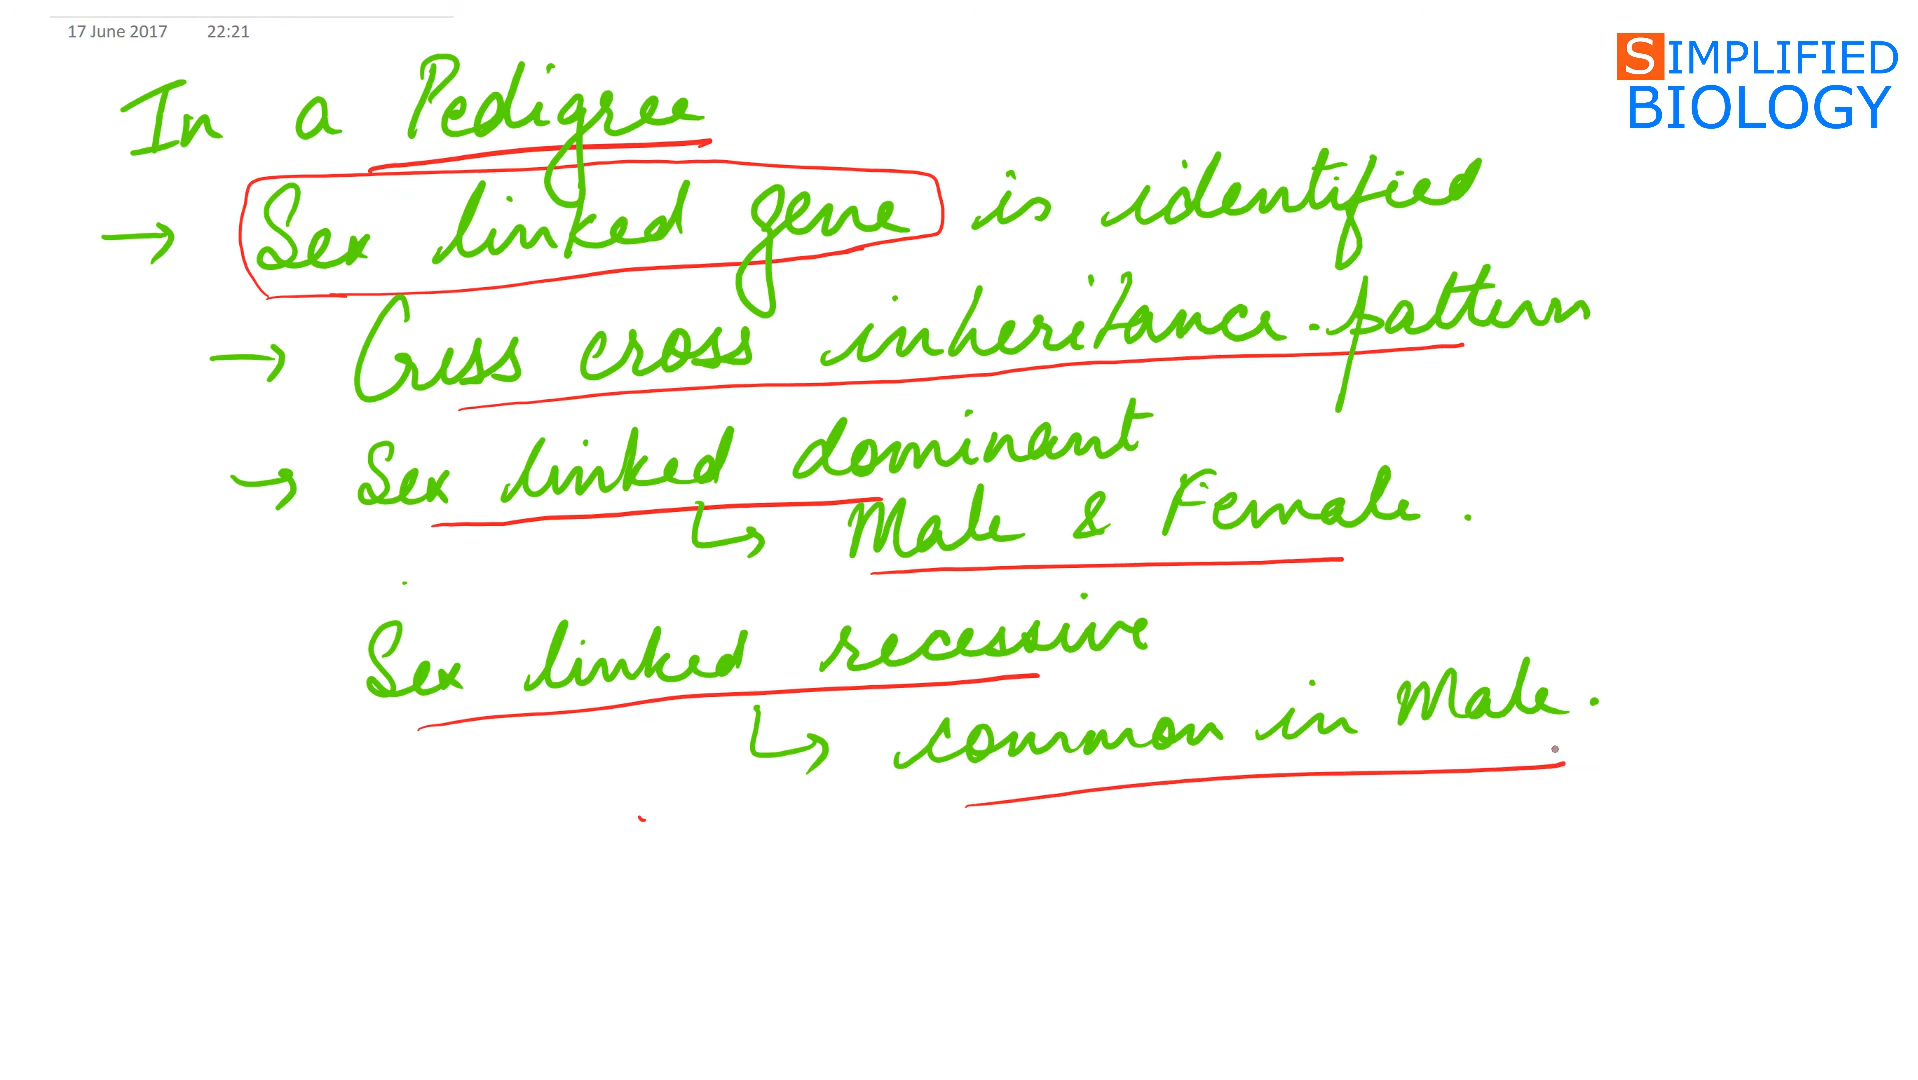 17 June 2017 22:21
SIMPLIFIED
BIOLOGY
In a Pedigree
→ Sex linked gene is identified
→ Criss cross inheritance pattern
→ Sex linked dominant
↳ Male & Female.
Sex linked recessive
↳ common in Male.